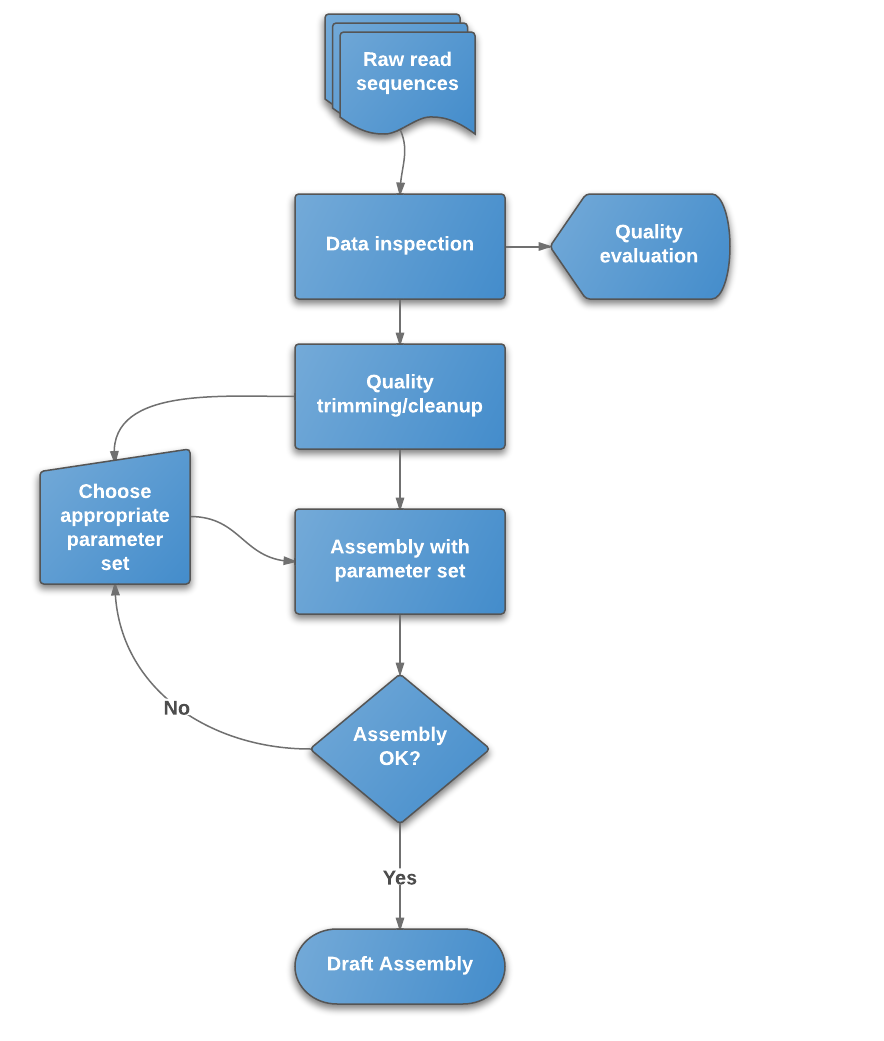 Raw read
sequences
Data inspection
Quality
evaluation
Quality
trimming/cleanup
Choose
appropriate
parameter
set
Assembly with
parameter set
No
Assembly
OK?
Yes
Draft Assembly